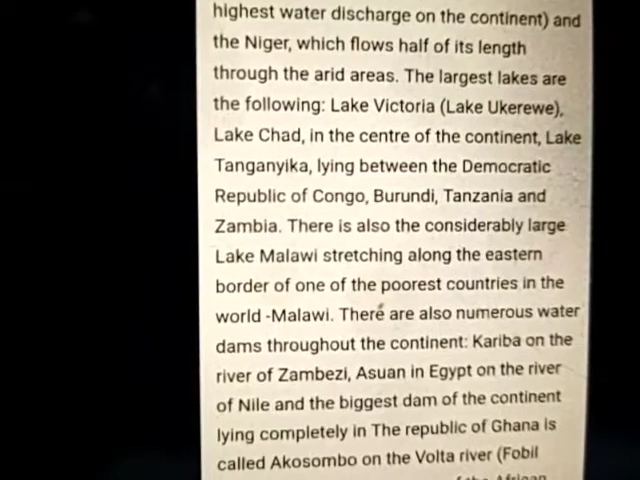 highest water discharge on the continent) and
the Niger, which flows half of its length
through the arid areas. The largest lakes are
the following: Lake Victoria (Lake Ukerewe),
Lake Chad, in the centre of the continent, Lake
Tanganyika, lying between the Democratic
Republic of Congo, Burundi, Tanzania and
Zambia. There is also the considerably large
Lake Malawi stretching along the eastern
border of one of the poorest countries in the
world -Malawi. There are also numerous water
dams throughout the continent: Kariba on the
river of Zambezi, Asuan in Egypt on the river
of Nile and the biggest dam of the continent
lying completely in The republic of Ghana is
called Akosombo on the Volta river (Fobil